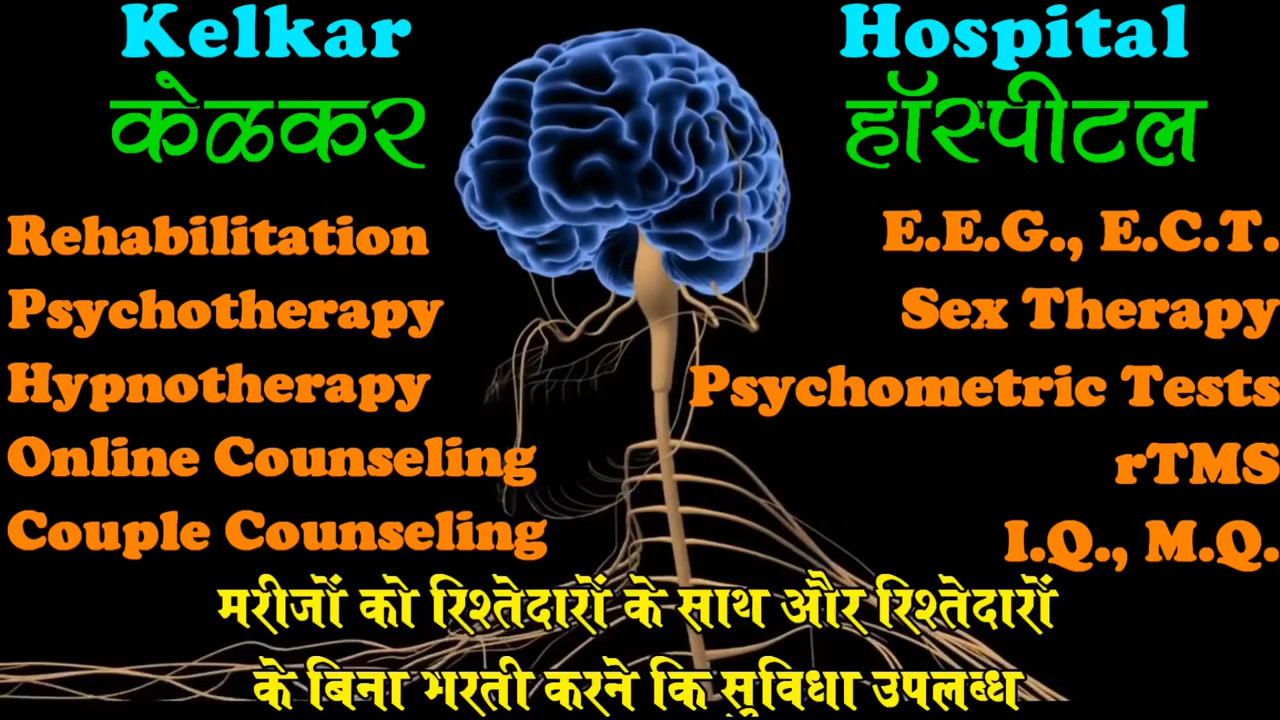 Kelkar Hospital
केळकर हॉस्पीटल
Rehabilitation
Psychotherapy
Hypnotherapy
Online Counseling
Couple Counseling
E.E.G., E.C.T.
Sex Therapy
Psychometric Tests
rTMS
I.Q., M.Q.
मरीजों को रिश्तेदारों के साथ और रिश्तेदारों
के बिना भरती करने कि सुविधा उपलब्ध